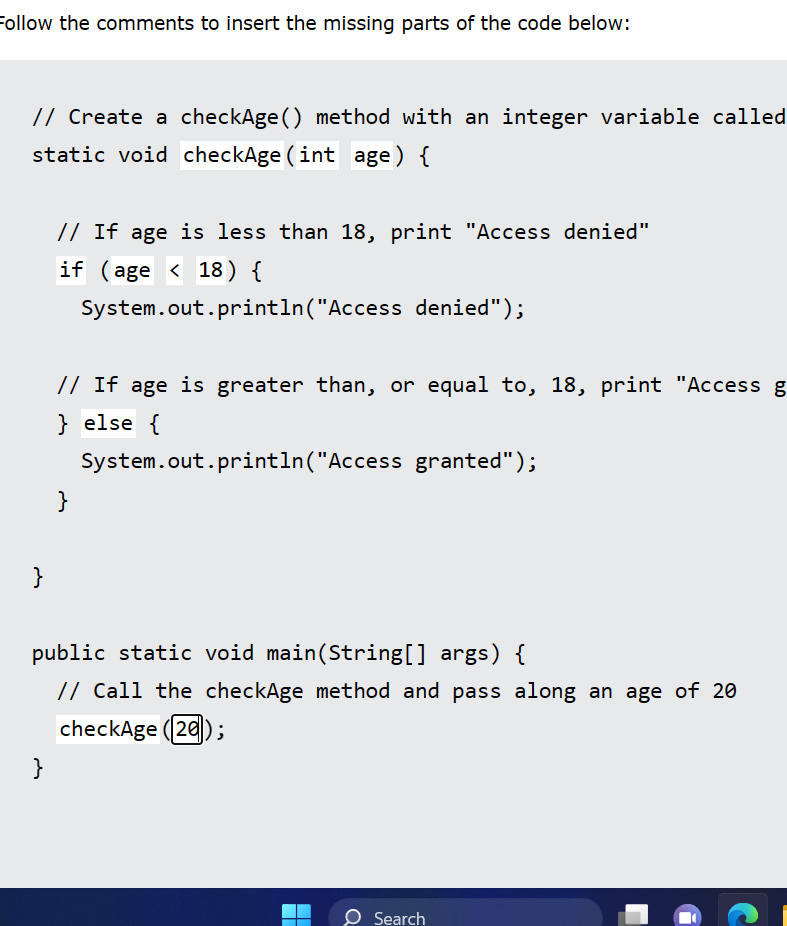 Follow the comments to insert the missing parts of the code below:
// Create a checkAge() method with an integer variable called
static void checkAge(int age) {
// If age is less than 18, print "Access denied"
if (age < 18) {
System.out.println("Access denied");
// If age is greater than, or equal to, 18, print "Access g
} else {
System.out.println("Access granted");
}
}
public static void main(String[] args) {
// Call the checkAge method and pass along an age of 20
checkAge(20);
}
Search